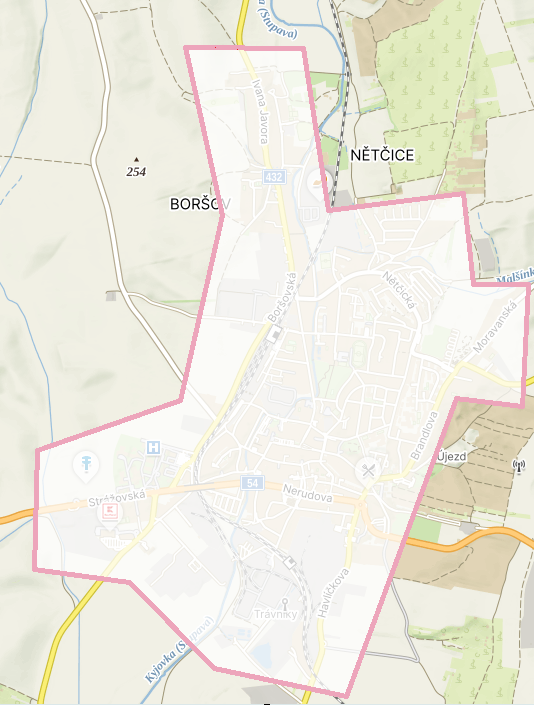 (Stupava)
Ivana Javora
NĚTČICE
254
432
BORŠOV
Nětčická
Boršovská
Moravanská
Brandlova
H
Újezd
54
Strážovská
Nerudova
Havlíčkova
Trávníky
Kyjovka (Stupava)